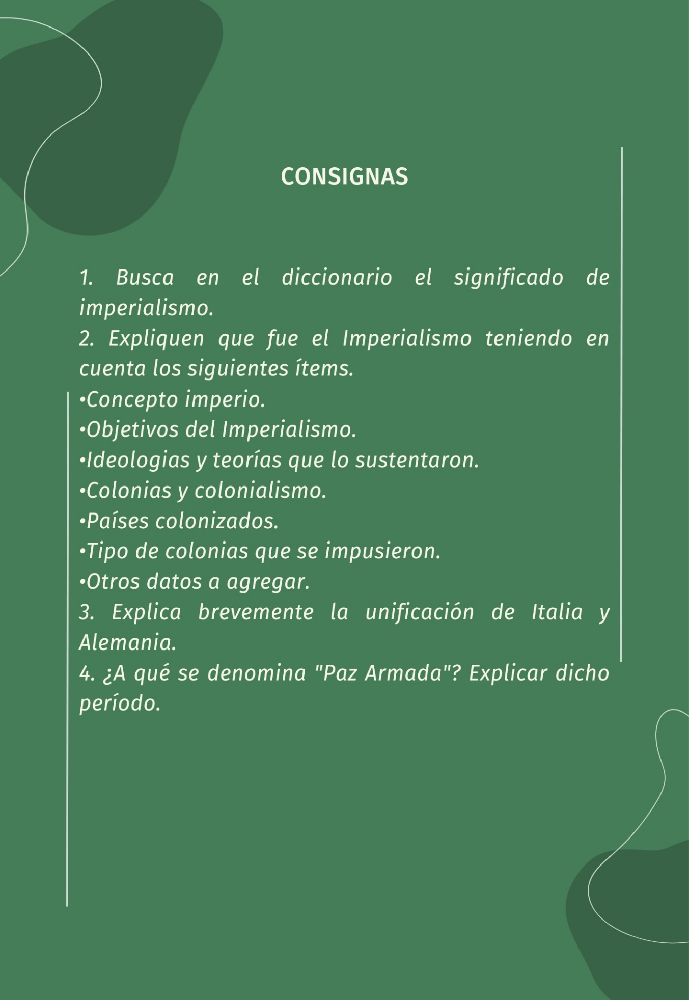 CONSIGNAS
1. Busca en el diccionario el significado de
imperialismo.
2. Expliquen que fue el Imperialismo teniendo en
cuenta los siguientes ítems.
•Concepto imperio.
•Objetivos del Imperialismo.
•Ideologias y teorías que lo sustentaron.
•Colonias y colonialismo.
•Países colonizados.
•Tipo de colonias que se impusieron.
•Otros datos a agregar.
3. Explica brevemente la unificación de Italia y
Alemania.
4. ¿A qué se denomina "Paz Armada"? Explicar dicho
período.